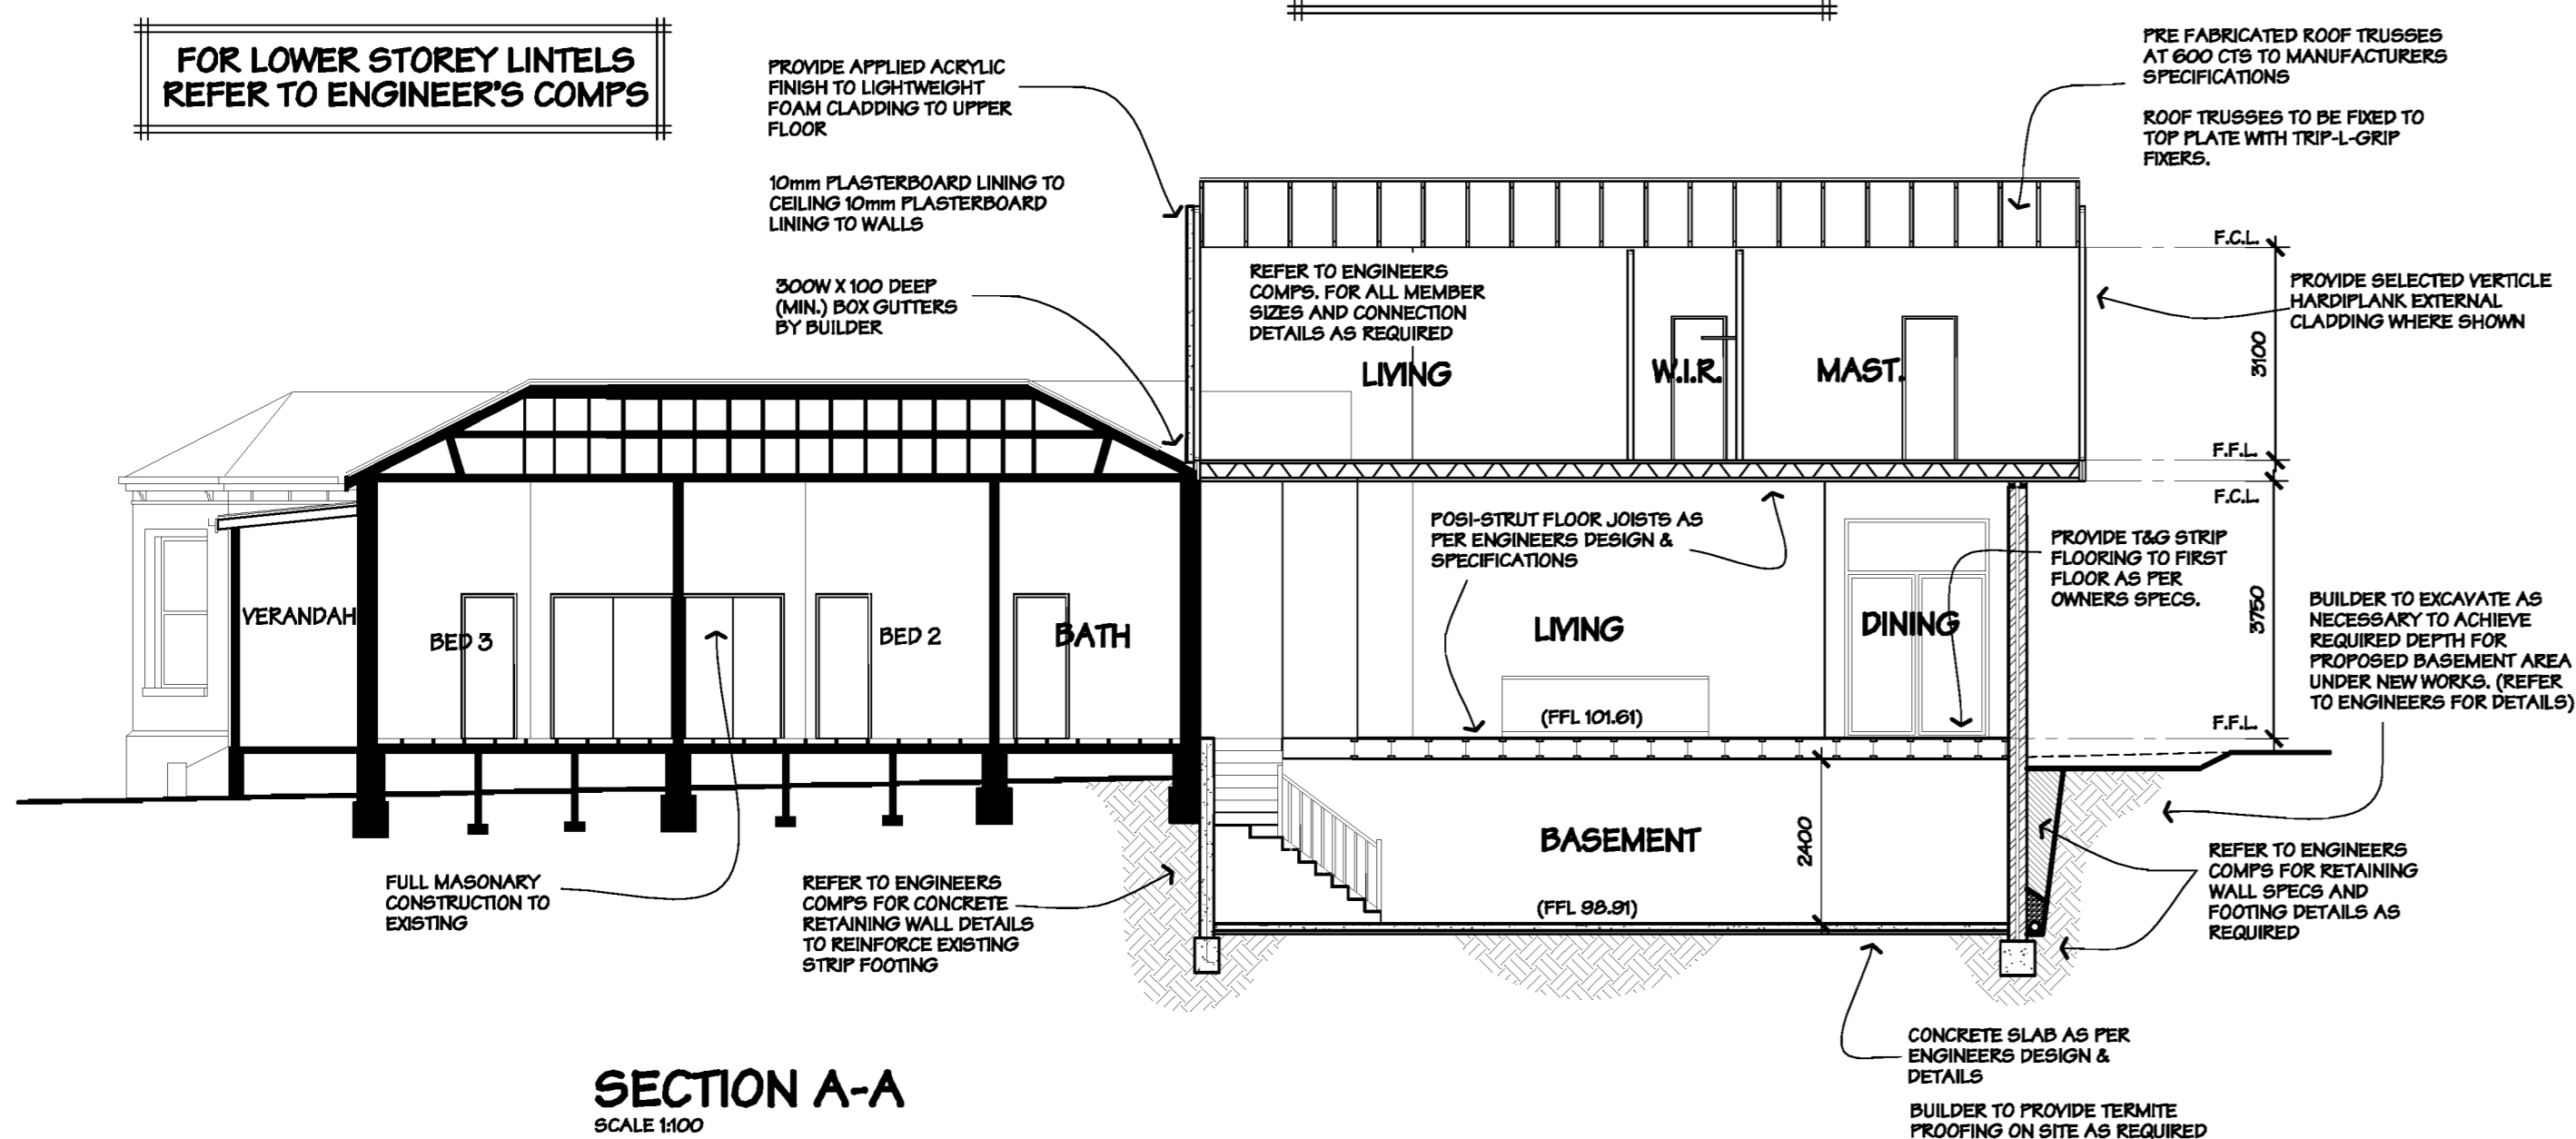 FOR LOWER STOREY LINTELS
REFER TO ENGINEER'S COMPS
PROVIDE APPLIED ACRYLIC
FINISH TO LIGHTWEIGHT
FOAM CLADDING TO UPPER
FLOOR
10mm PLASTERBOARD LINING TO
CEILING 10mm PLASTERBOARD
LINING TO WALLS
300W X 100 DEEP
(MIN.) BOX GUTTERS
BY BUILDER
PRE FABRICATED ROOF TRUSSES
AT 600 CTS TO MANUFACTURERS
SPECIFICATIONS
ROOF TRUSSES TO BE FIXED TO
TOP PLATE WITH TRIP-L-GRIP
FIXERS.
F.C.L.
PROVIDE SELECTED VERTICLE
HARDIPLANK EXTERNAL
CLADDING WHERE SHOWN
3100
REFER TO ENGINEERS
COMPS. FOR ALL MEMBER
SIZES AND CONNECTION
DETAILS AS REQUIRED
LIVING
W.I.R.
MAST.
F.F.L.
F.C.L.
POSI-STRUT FLOOR JOISTS AS
PER ENGINEERS DESIGN &
SPECIFICATIONS
PROVIDE T&G STRIP
FLOORING TO FIRST
FLOOR AS PER
OWNERS SPECS.
3750
BUILDER TO EXCAVATE AS
NECESSARY TO ACHIEVE
REQUIRED DEPTH FOR
PROPOSED BASEMENT AREA
UNDER NEW WORKS. (REFER
TO ENGINEERS FOR DETAILS)
VERANDAH
BED 3
BED 2
BATH
LIVING
DINING
(FFL 101.61)
F.F.L.
BASEMENT
2400
(FFL 98.91)
FULL MASONARY
CONSTRUCTION TO
EXISTING
REFER TO ENGINEERS
COMPS FOR CONCRETE
RETAINING WALL DETAILS
TO REINFORCE EXISTING
STRIP FOOTING
REFER TO ENGINEERS
COMPS FOR RETAINING
WALL SPECS AND
FOOTING DETAILS AS
REQUIRED
CONCRETE SLAB AS PER
ENGINEERS DESIGN &
DETAILS
BUILDER TO PROVIDE TERMITE
PROOFING ON SITE AS REQUIRED
SECTION A-A
SCALE 1:100